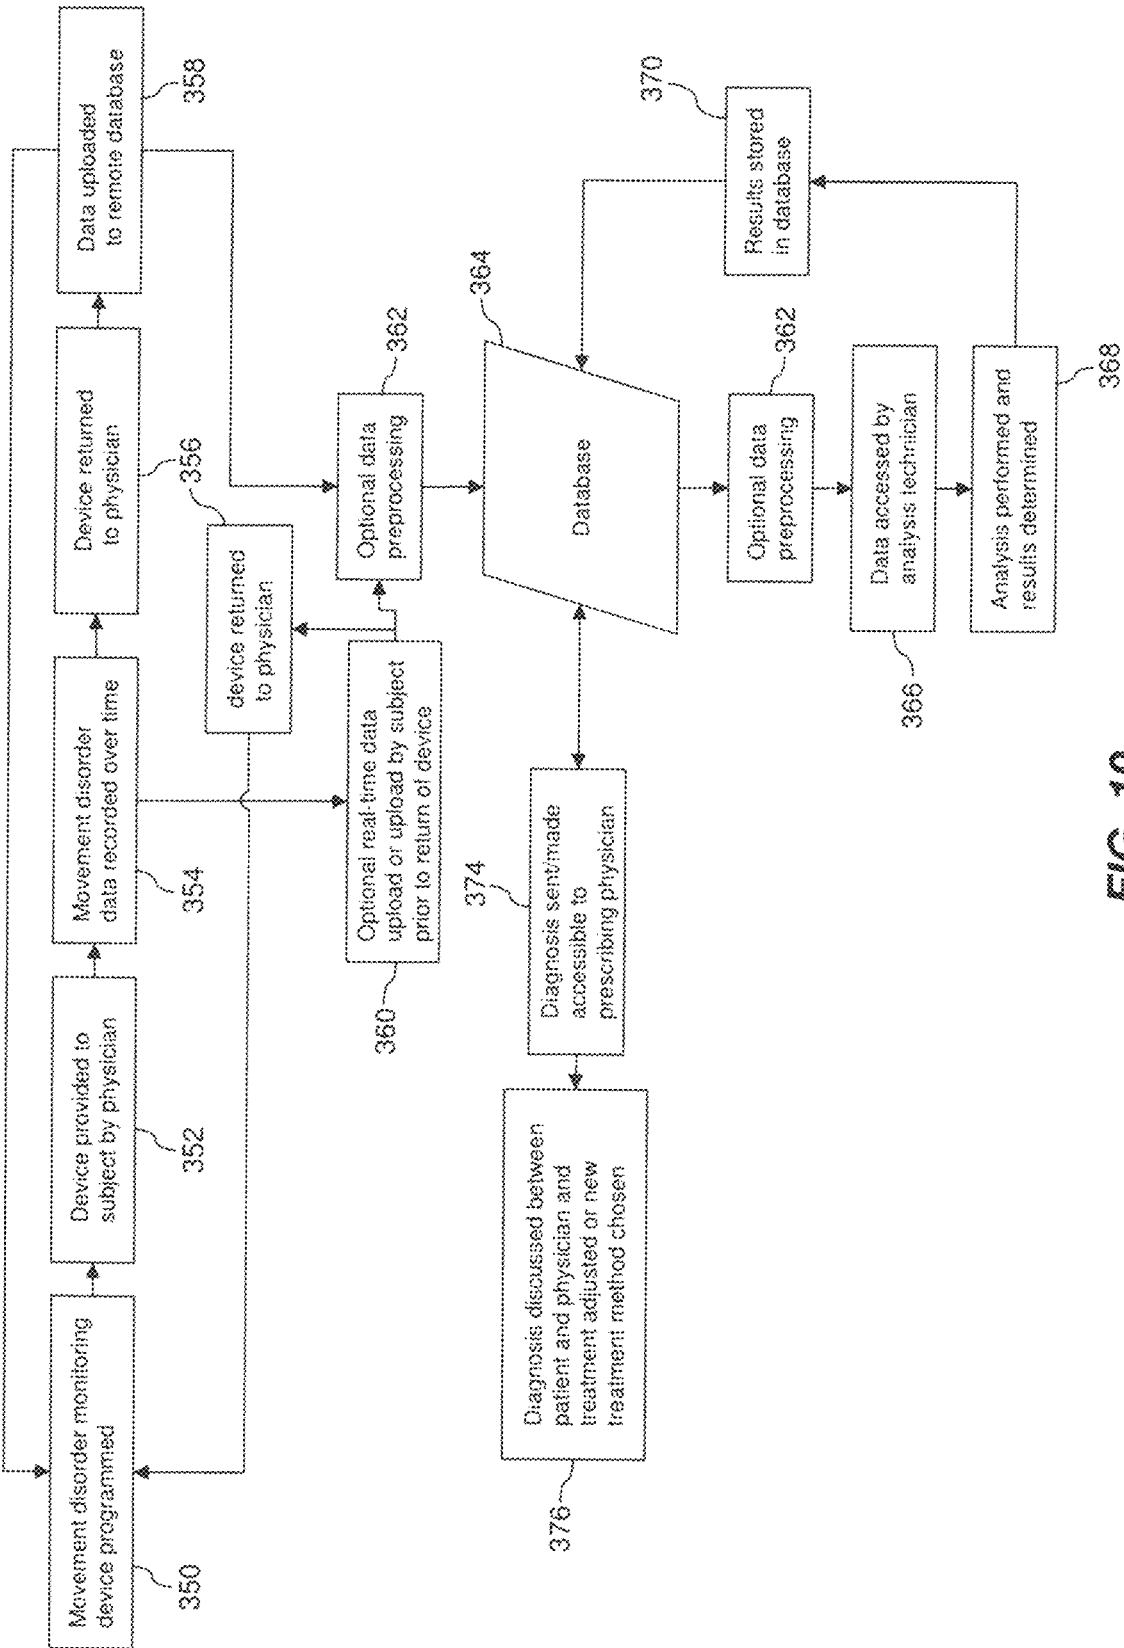 Movement disorder monitoring
device programmed
350
Device provided to
subject by physician
352
Movement disorder
data recorded over time
354
Device returned
to physician
356
Data uploaded
to remote database
358
device returned
to physician
Optional real-time data
upload or upload by subject
prior to return of device
360
Optional data
preprocessing
362
Database
364
Optional data
preprocessing
362
Data accessed by
analysis technician
366
Analysis performed and
results determined
368
Results stored
in database
370
Diagnosis sent/made
accessible to
prescribing physician
374
Diagnosis discussed between
patient and physician and
treatment adjusted or new
treatment method chosen
376
FIG.